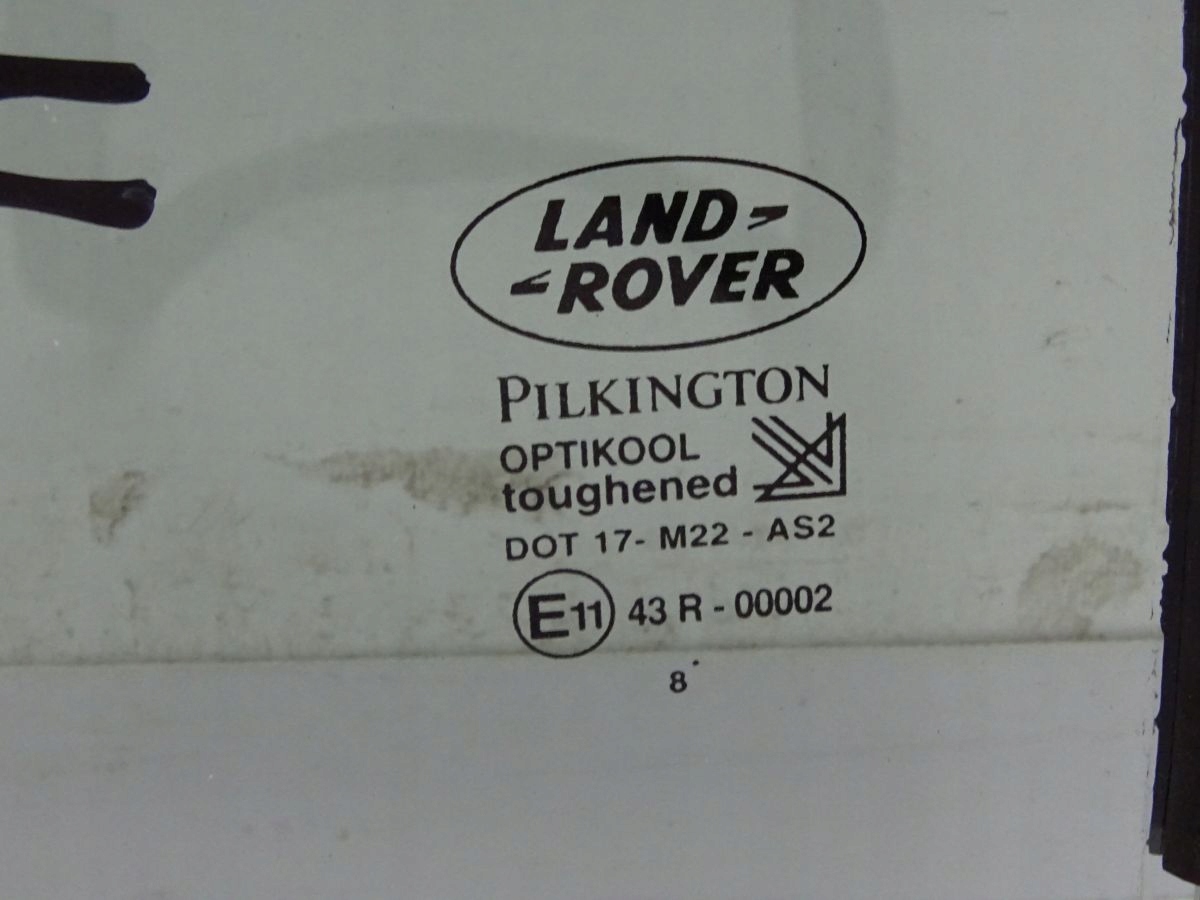 LAND
ROVER
PILKINGTON
OPTIKOOL
toughened
DOT 17- M22 - AS2
E11 43 R - 00002
8